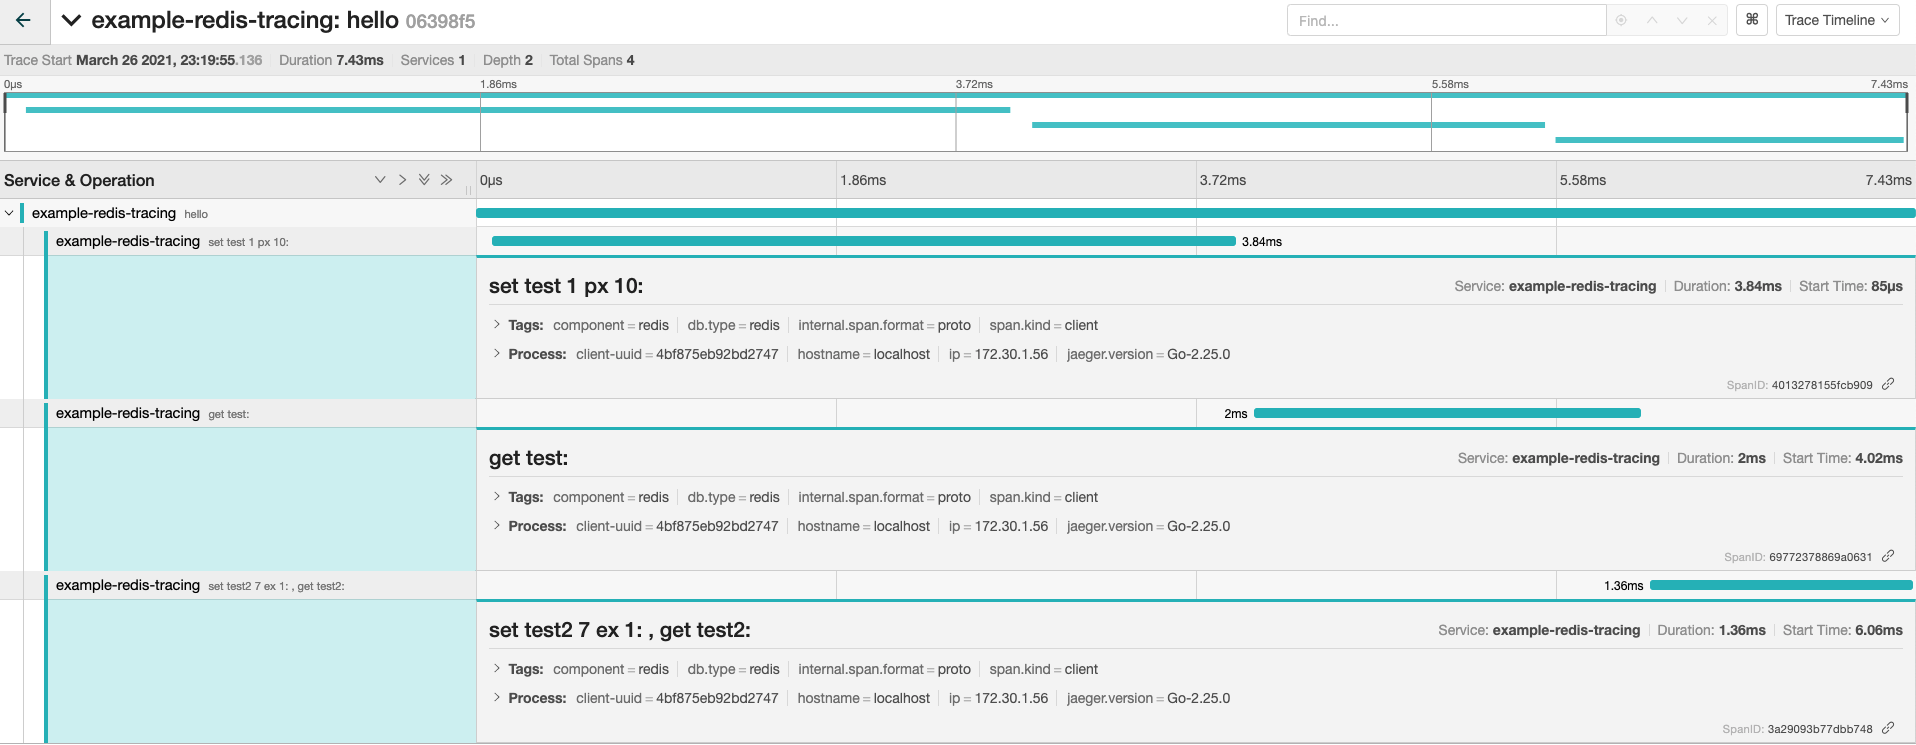 example-redis-tracing: hello 06398f5 Find... ⌘ Trace Timeline
Trace Start March 26 2021, 23:19:55.136 Duration 7.43ms Services 1 Depth 2 Total Spans 4
0μs 1.86ms 3.72ms 5.58ms 7.43ms
Service & Operation 0μs 1.86ms 3.72ms 5.58ms 7.43ms
example-redis-tracing hello
example-redis-tracing set test 1 px 10: 3.84ms
set test 1 px 10: Service: example-redis-tracing Duration: 3.84ms Start Time: 85μs
Tags: component = redis db.type = redis internal.span.format = proto span.kind = client
Process: client-uuid = 4bf875eb92bd2747 hostname = localhost ip = 172.30.1.56 jaeger.version = Go-2.25.0
SpanID: 4013278155fcb909
example-redis-tracing get test: 2ms
get test: Service: example-redis-tracing Duration: 2ms Start Time: 4.02ms
Tags: component = redis db.type = redis internal.span.format = proto span.kind = client
Process: client-uuid = 4bf875eb92bd2747 hostname = localhost ip = 172.30.1.56 jaeger.version = Go-2.25.0
SpanID: 69772378869a0631
example-redis-tracing set test2 7 ex 1: , get test2: 1.36ms
set test2 7 ex 1: , get test2: Service: example-redis-tracing Duration: 1.36ms Start Time: 6.06ms
Tags: component = redis db.type = redis internal.span.format = proto span.kind = client
Process: client-uuid = 4bf875eb92bd2747 hostname = localhost ip = 172.30.1.56 jaeger.version = Go-2.25.0
SpanID: 3a29093b77dbb748